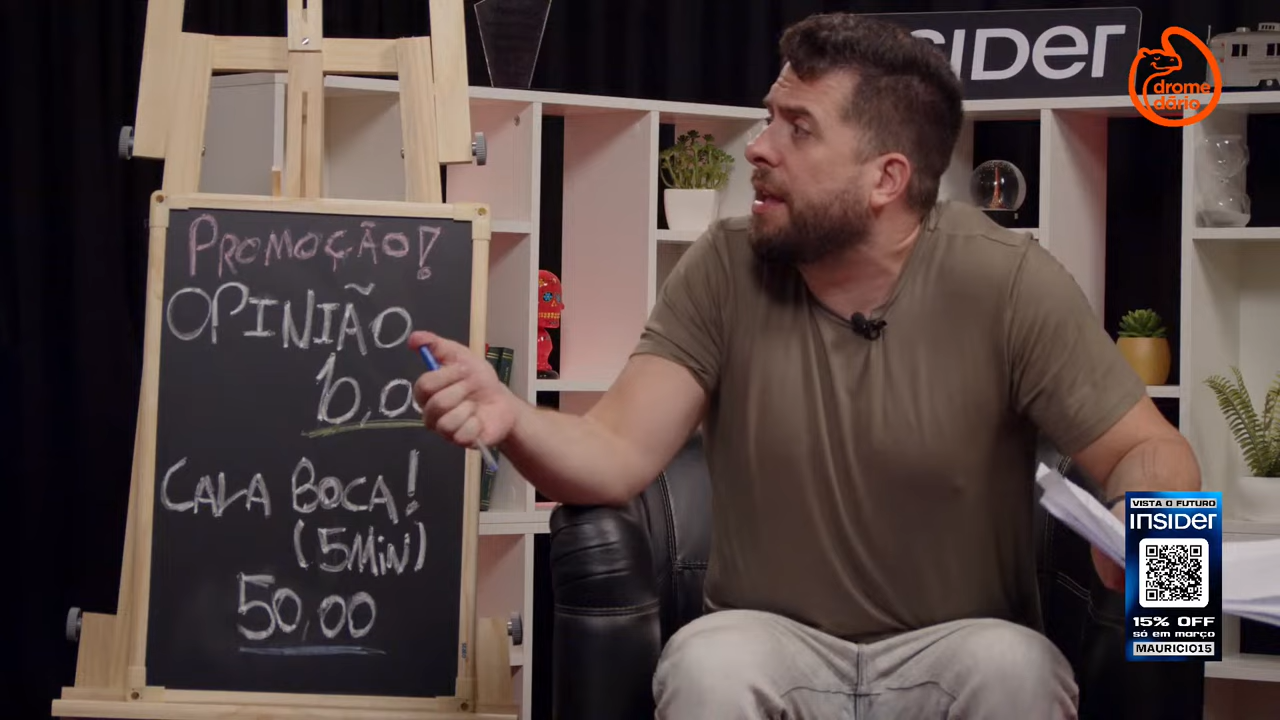 PROMOÇÃO!
OPINIÃO
10,00
CALA BOCA!
(5MIN)
50,00
INSIDER
drome
dário
VISTA O FUTURO
INSIDER
15% OFF
só em março
MAURICIO15